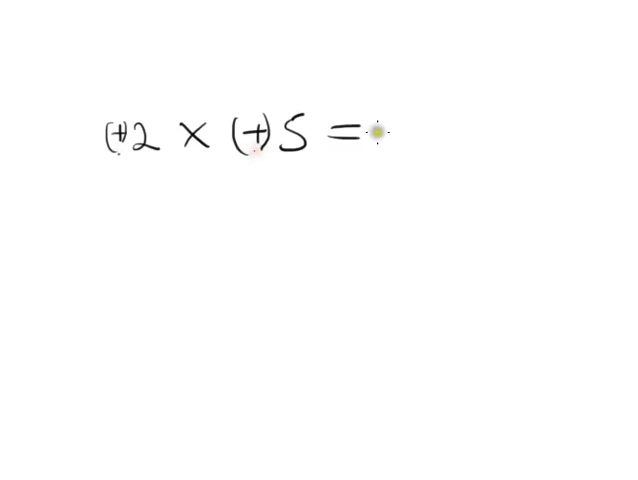 (+)2 × (+)5 =